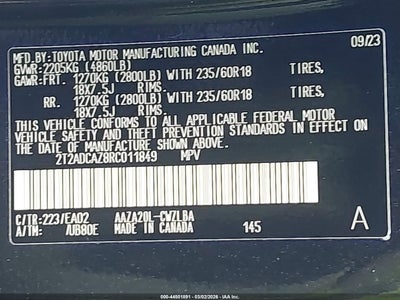 MFD.BY:TOYOTA MOTOR MANUFACTURING CANADA INC. 09/23
GVWR:2205KG (4860LB)
GAWR:FRT. 1270KG (2800LB) WITH 235/60R18 TIRES,
18X7.5J RIMS.
RR. 1270KG (2800LB) WITH 235/60R18 TIRES,
18X7.5J RIMS.
THIS VEHICLE CONFORMS TO ALL APPLICABLE FEDERAL MOTOR
VEHICLE SAFETY AND THEFT PREVENTION STANDARDS IN EFFECT
ON THE DATE OF MANUFACTURE SHOWN ABOVE.
2T2ADCAZ8RC011849 MPV
C/TR:223/EA02 AAZA20L-CWZLBA A
A/TM: /UB80E MADE IN CANADA 145
000-44601091 - 03/02/2026 - IAA Inc.